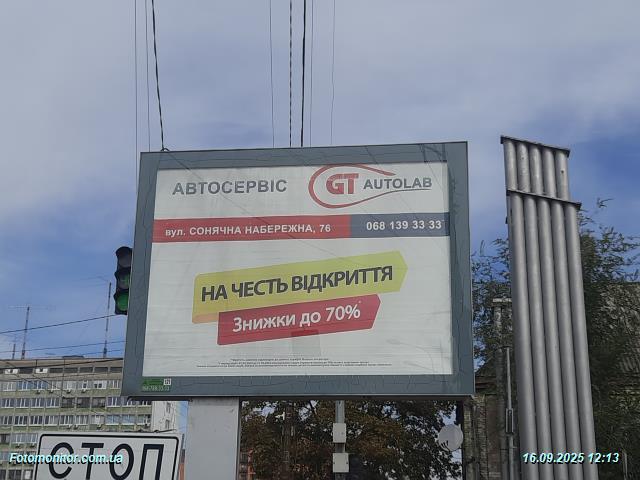 АВТОСЕРВІС
GT AUTOLAB
вул. СОНЯЧНА НАБЕРЕЖНА, 76
068 139 33 33
НА ЧЕСТЬ ВІДКРИТТЯ
Знижки до 70%*
СТОП
Fotomonitor.com.ua
16.09.2025 12:13